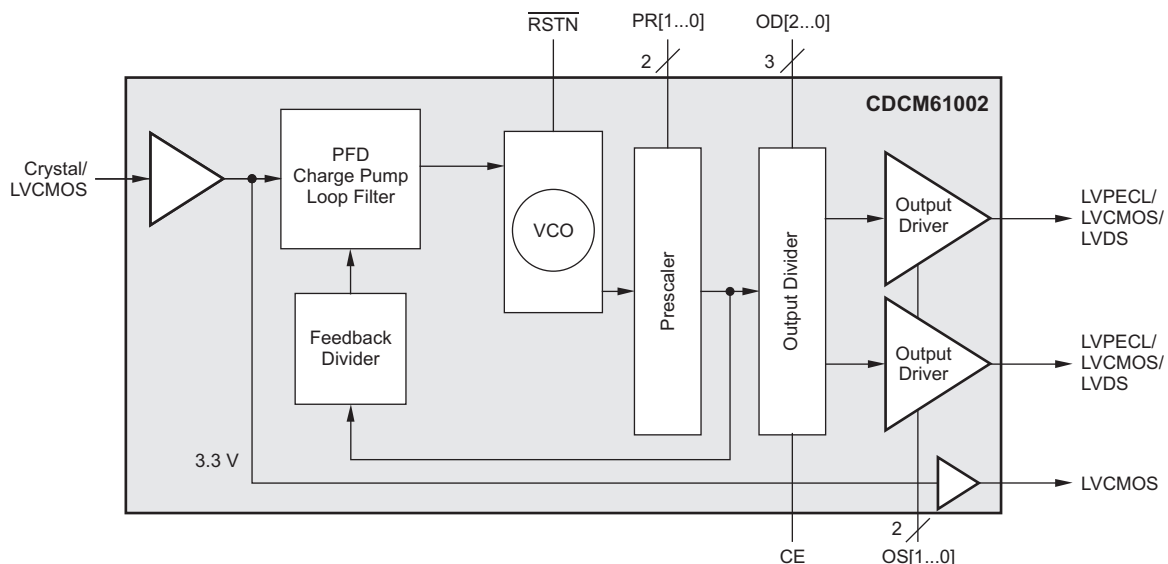 RSTN
PR[1...0]
OD[2...0]
2
3
CDCM61002
Crystal/
LVCMOS
PFD
Charge Pump
Loop Filter
VCO
Feedback
Divider
Prescaler
Output Divider
Output
Driver
LVPECL/
LVCMOS/
LVDS
Output
Driver
LVPECL/
LVCMOS/
LVDS
3.3 V
LVCMOS
2
CE
OS[1...0]